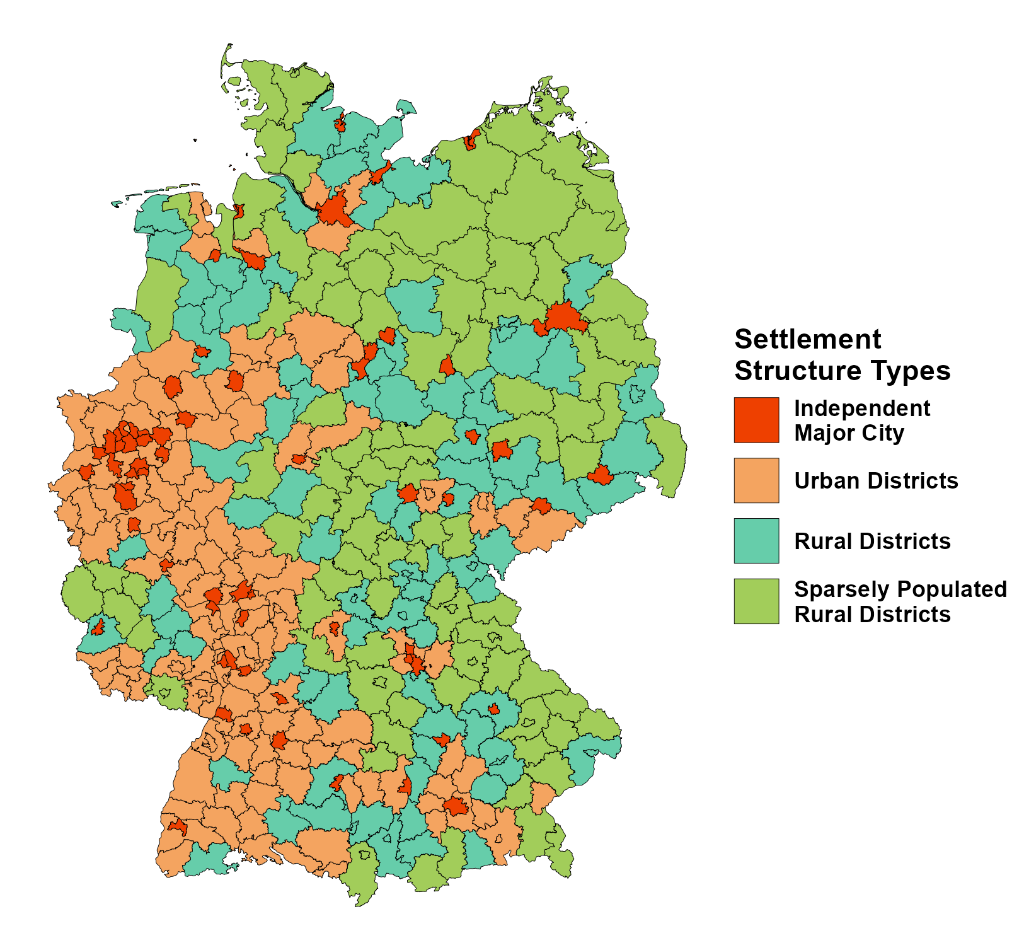 Settlement
Structure Types
Independent
Major City
Urban Districts
Rural Districts
Sparsely Populated
Rural Districts